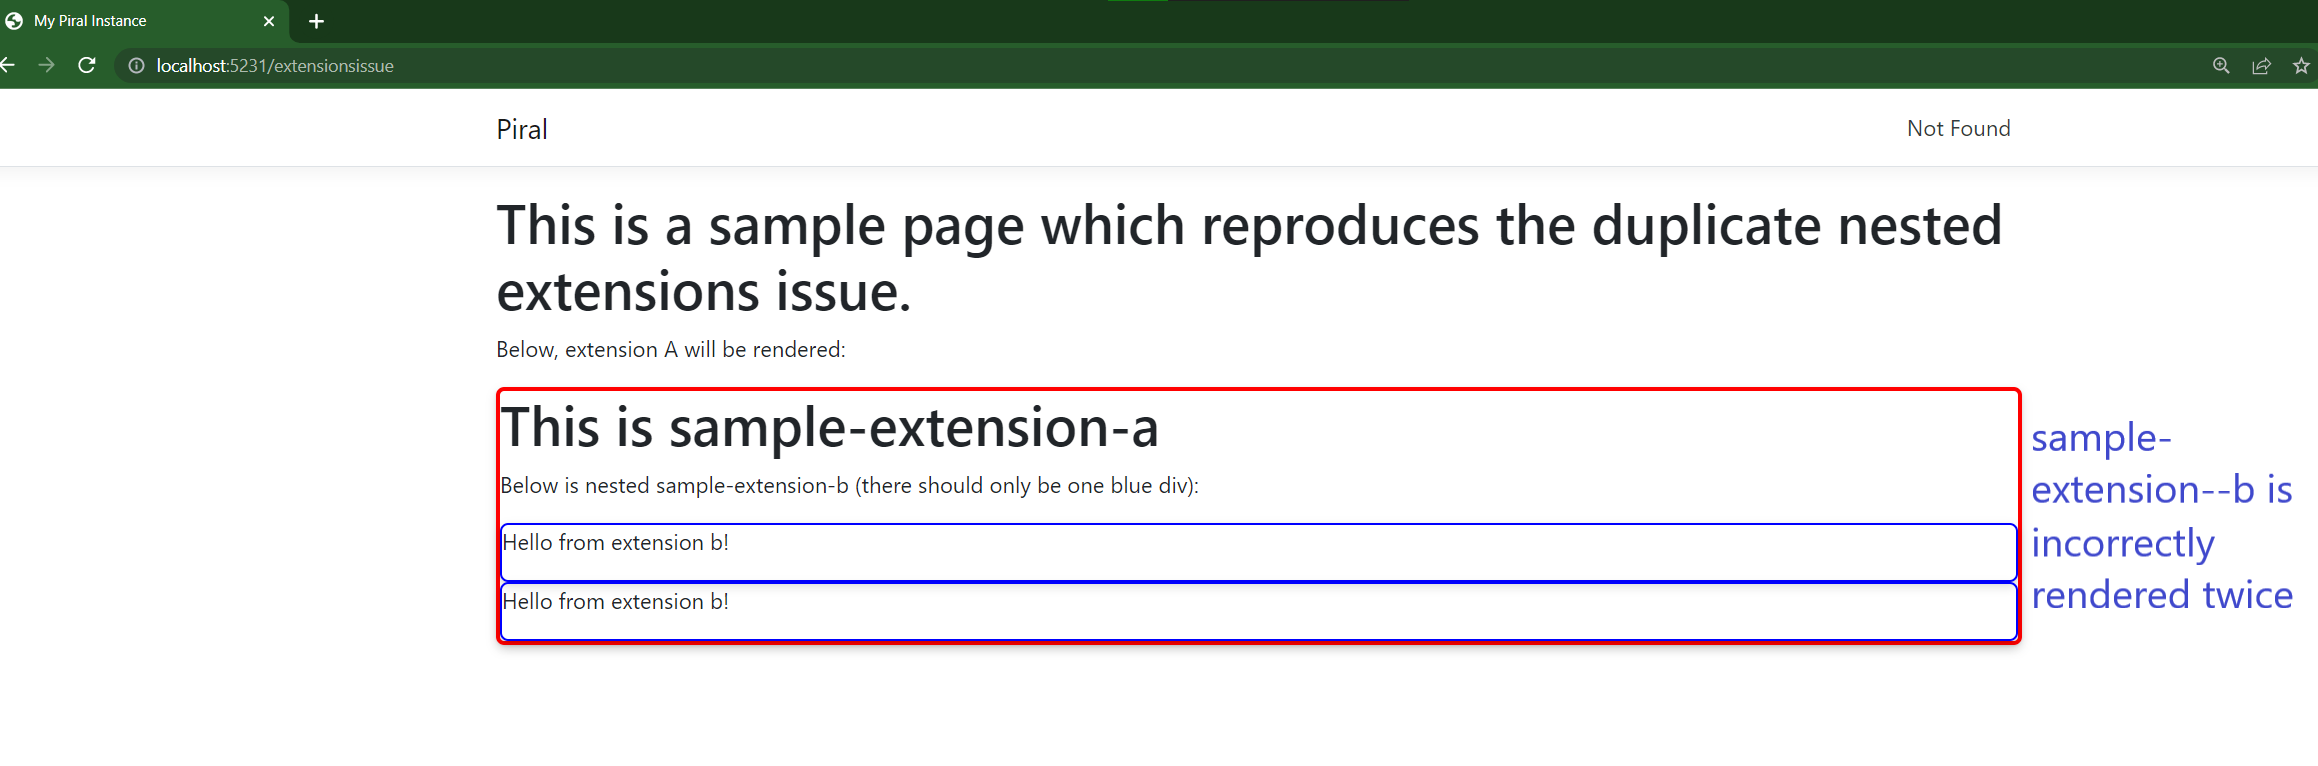 My Piral Instance
localhost:5231/extensionsissue
Piral
Not Found
This is a sample page which reproduces the duplicate nested
extensions issue.
Below, extension A will be rendered:
This is sample-extension-a
Below is nested sample-extension-b (there should only be one blue div):
Hello from extension b!
Hello from extension b!
sample-
extension--b is
incorrectly
rendered twice